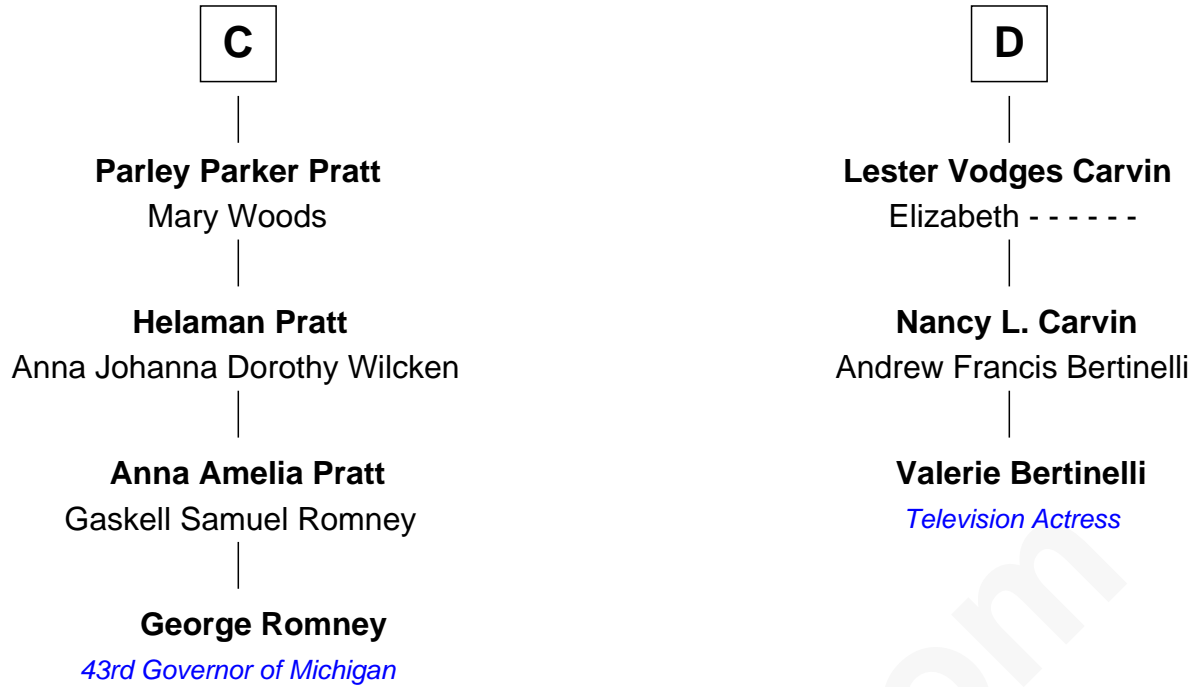 C
Parley Parker Pratt
Mary Woods
Helaman Pratt
Anna Johanna Dorothy Wilcken
Anna Amelia Pratt
Gaskell Samuel Romney
George Romney
43rd Governor of Michigan
D
Lester Vodges Carvin
Elizabeth - - - - - -
Nancy L. Carvin
Andrew Francis Bertinelli
Valerie Bertinelli
Television Actress
om